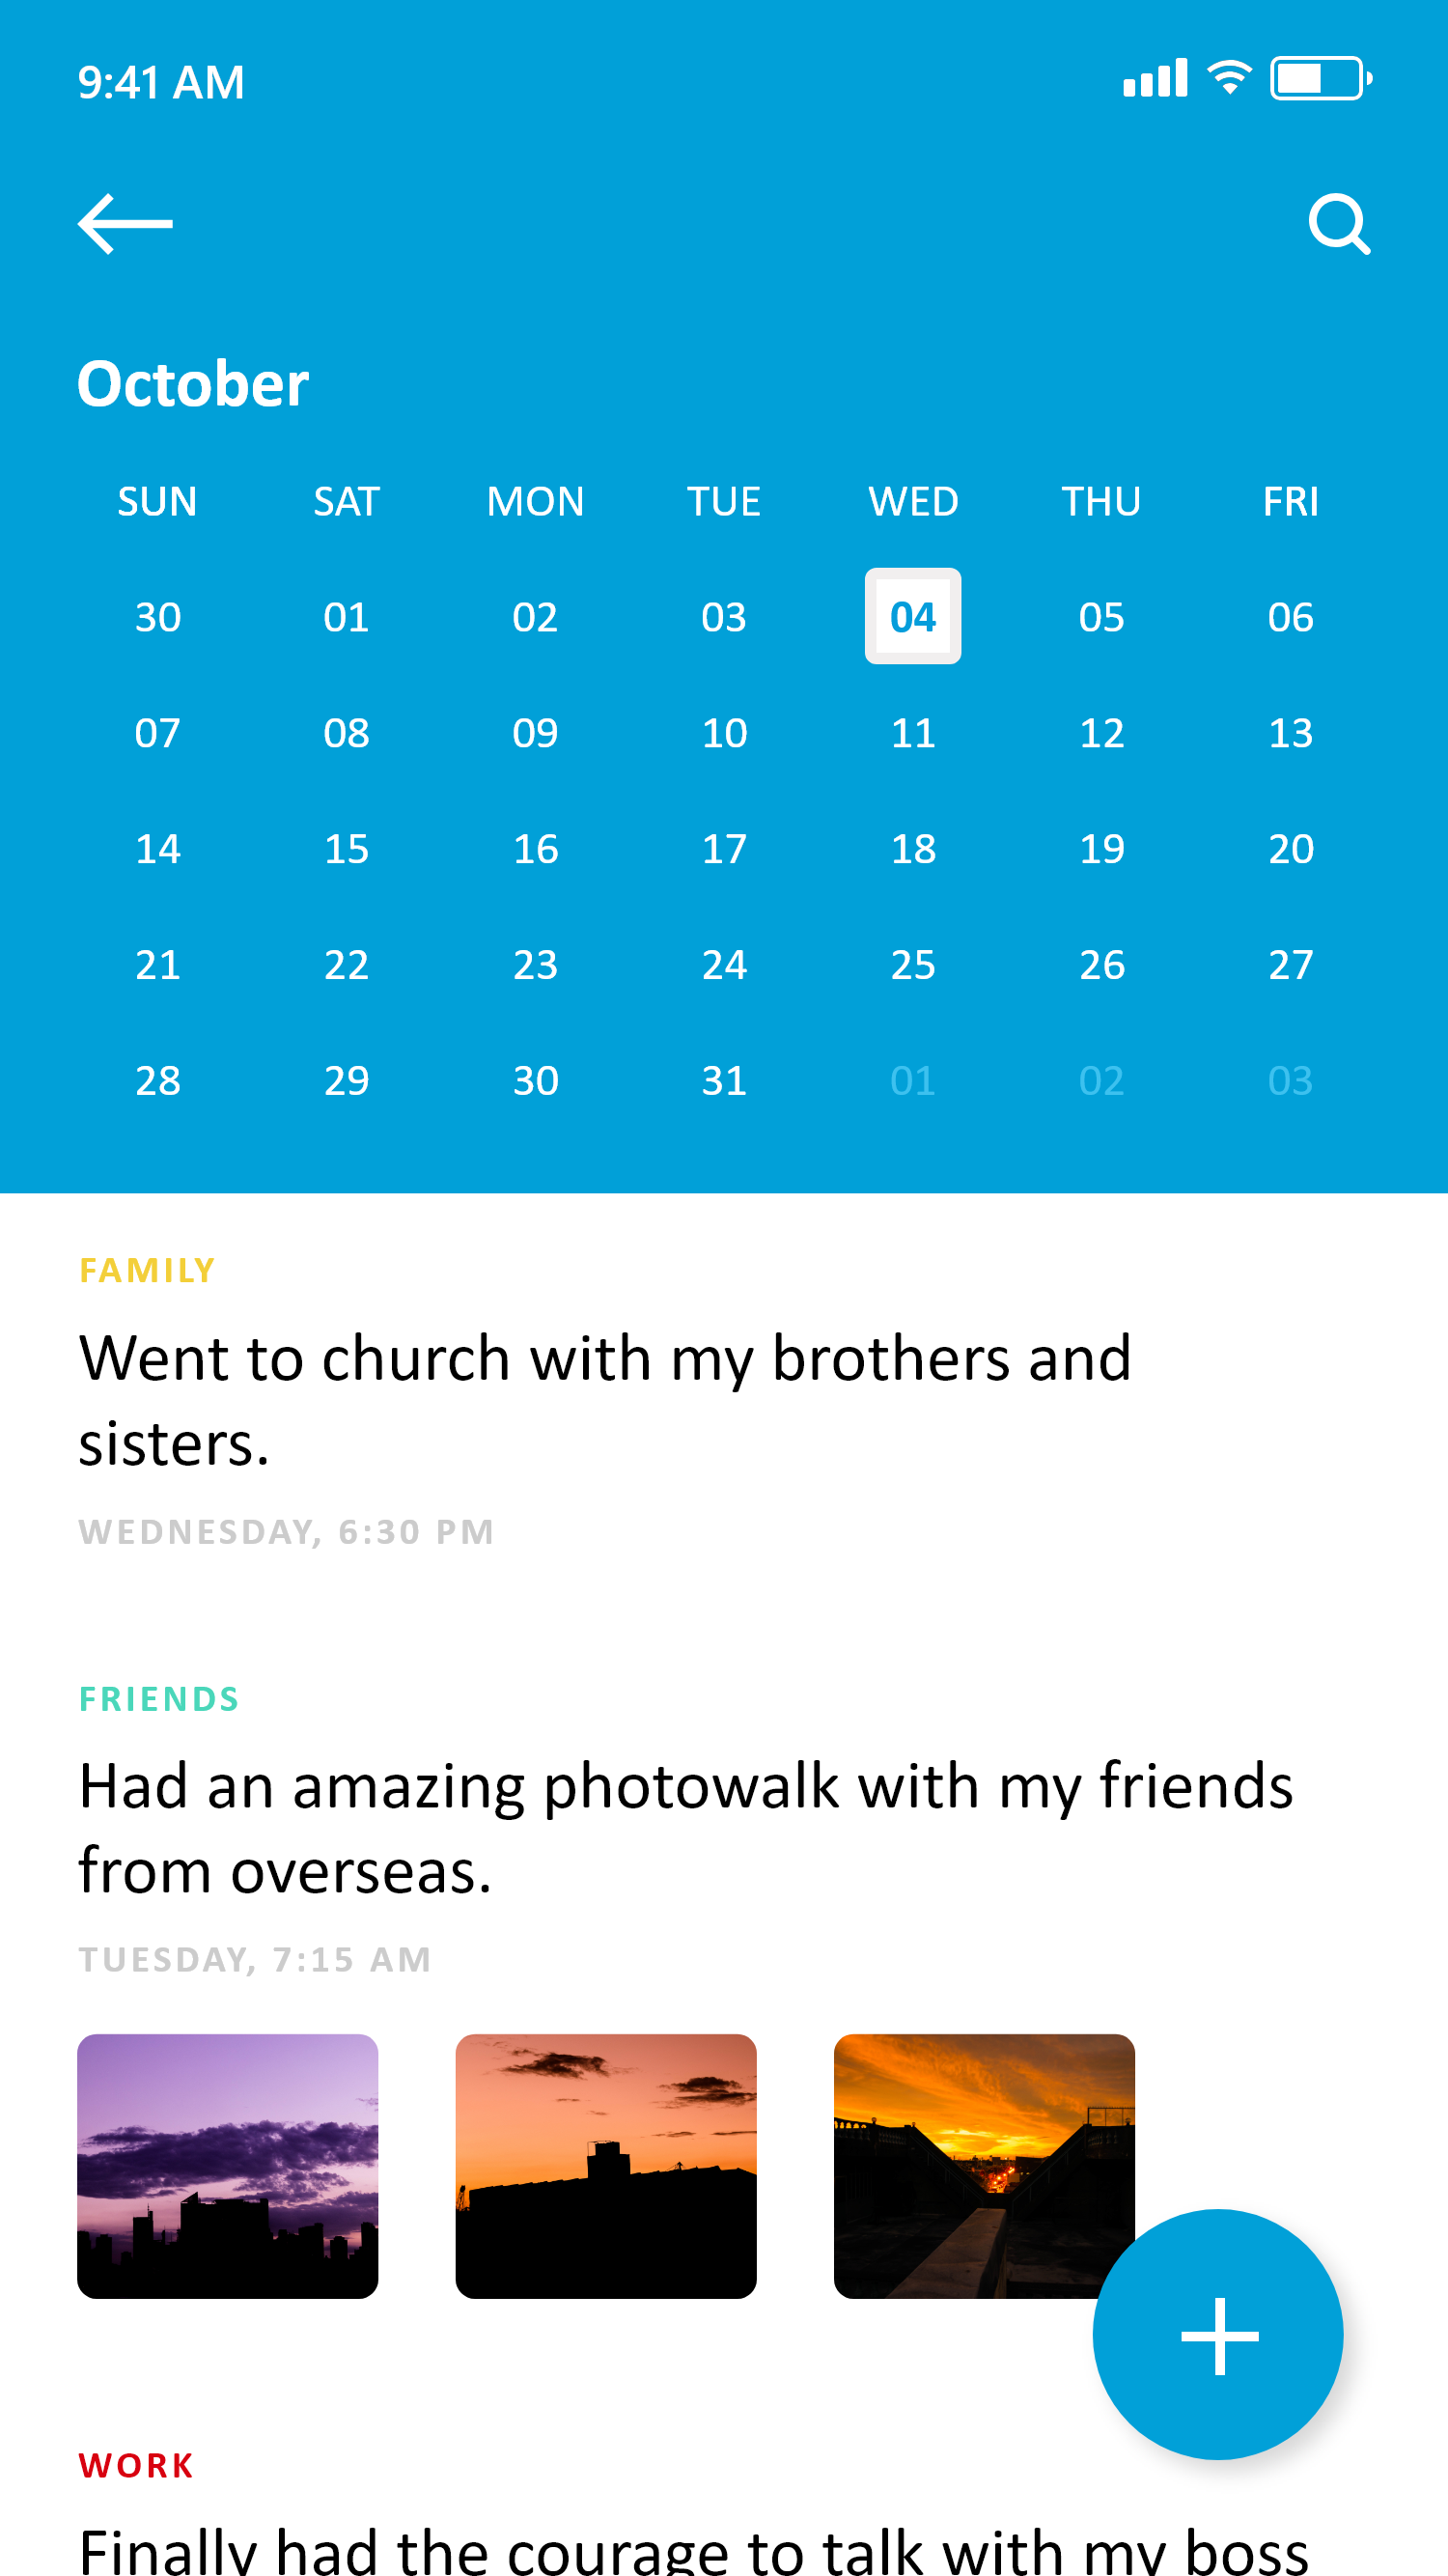 9:41 AM
October
SUN SAT MON TUE WED THU FRI
30 01 02 03 04 05 06
07 08 09 10 11 12 13
14 15 16 17 18 19 20
21 22 23 24 25 26 27
28 29 30 31 01 02 03
FAMILY
Went to church with my brothers and
sisters.
WEDNESDAY, 6:30 PM
FRIENDS
Had an amazing photowalk with my friends
from overseas.
TUESDAY, 7:15 AM
WORK
Finally had the courage to talk with my boss